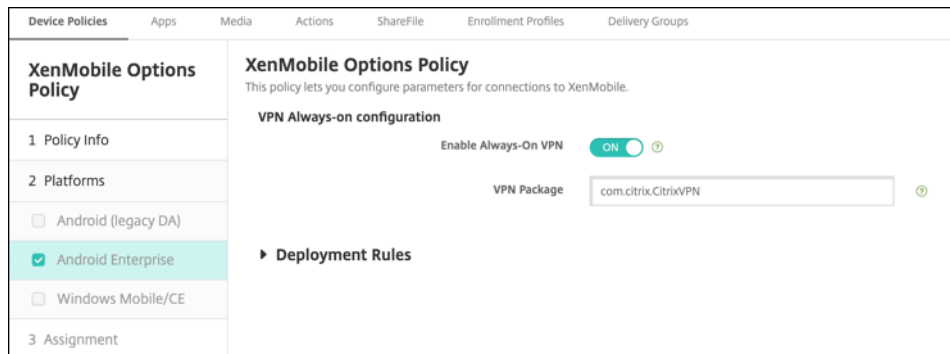 Device Policies Apps Media Actions ShareFile Enrollment Profiles Delivery Groups
XenMobile Options Policy
1 Policy Info
2 Platforms
Android (legacy DA)
Android Enterprise
Windows Mobile/CE
3 Assignment
XenMobile Options Policy
This policy lets you configure parameters for connections to XenMobile.
VPN Always-on configuration
Enable Always-On VPN ON ?
VPN Package com.citrix.CitrixVPN ?
Deployment Rules